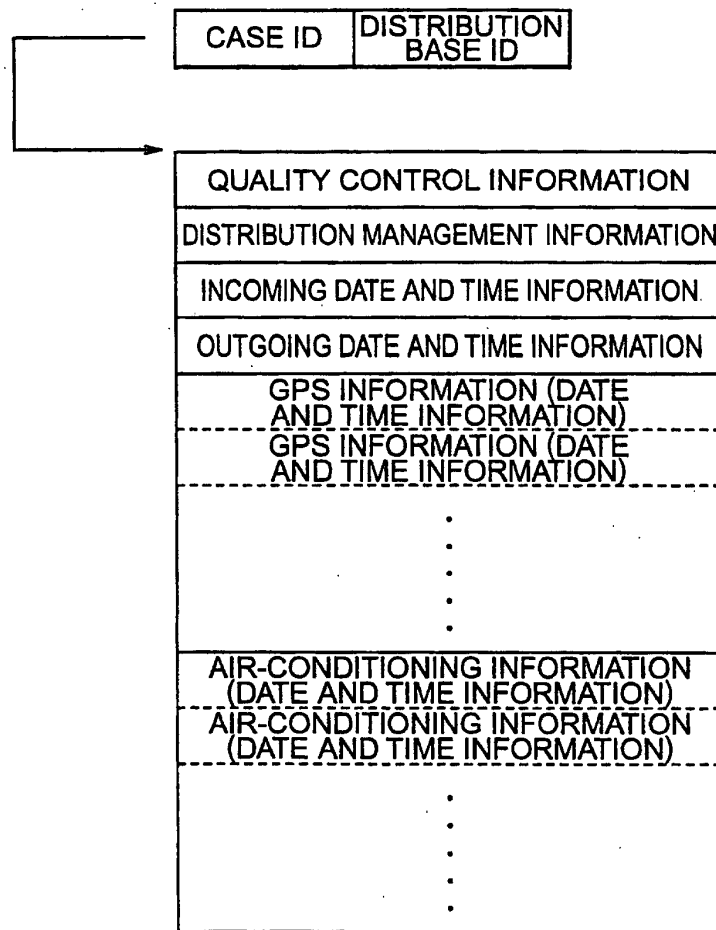 CASE ID
DISTRIBUTION
BASE ID
QUALITY CONTROL INFORMATION
DISTRIBUTION MANAGEMENT INFORMATION
INCOMING DATE AND TIME INFORMATION
OUTGOING DATE AND TIME INFORMATION
GPS INFORMATION (DATE
AND TIME INFORMATION)
GPS INFORMATION (DATE
AND TIME INFORMATION)
AIR-CONDITIONING INFORMATION
(DATE AND TIME INFORMATION)
AIR-CONDITIONING INFORMATION
(DATE AND TIME INFORMATION)